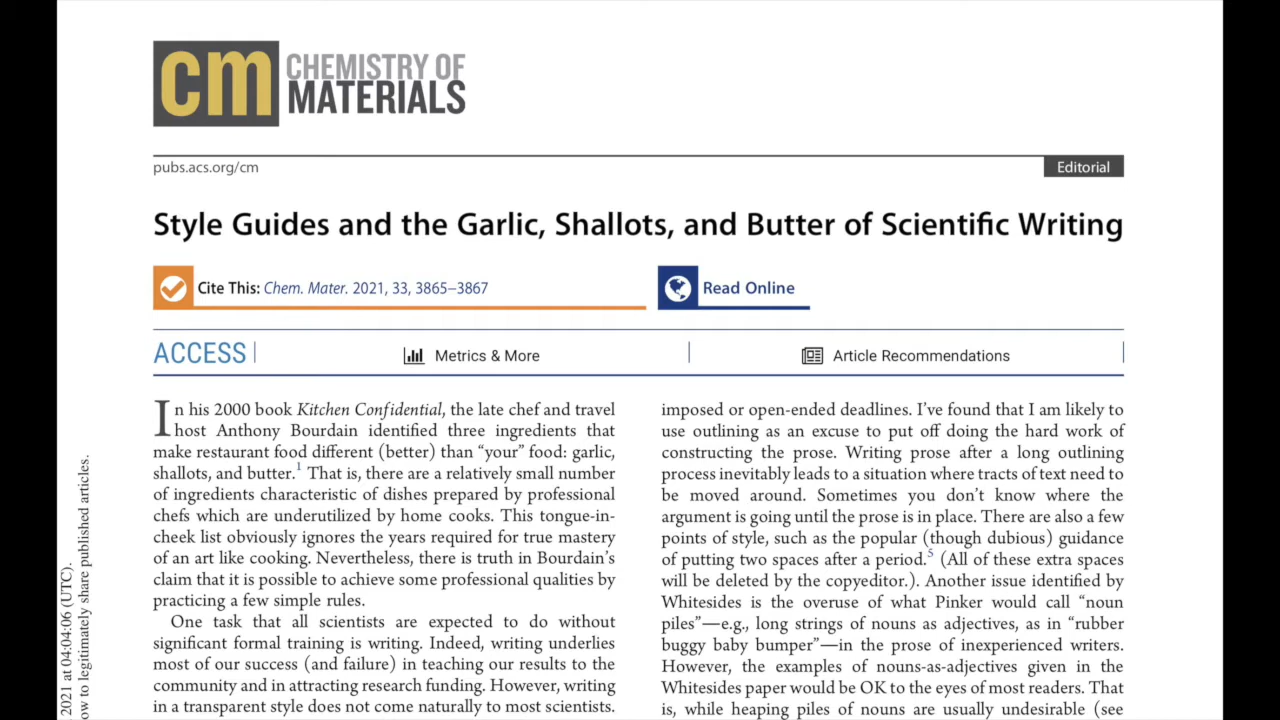 cm CHEMISTRY OF
MATERIALS
pubs.acs.org/cm
Editorial
Style Guides and the Garlic, Shallots, and Butter of Scientific Writing
Cite This: Chem. Mater. 2021, 33, 3865–3867
Read Online
ACCESS
Metrics & More
Article Recommendations
In his 2000 book Kitchen Confidential, the late chef and travel
host Anthony Bourdain identified three ingredients that
make restaurant food different (better) than “your” food: garlic,
shallots, and butter.1 That is, there are a relatively small number
of ingredients characteristic of dishes prepared by professional
chefs which are underutilized by home cooks. This tongue-in-
cheek list obviously ignores the years required for true mastery
of an art like cooking. Nevertheless, there is truth in Bourdain’s
claim that it is possible to achieve some professional qualities by
practicing a few simple rules.
One task that all scientists are expected to do without
significant formal training is writing. Indeed, writing underlies
most of our success (and failure) in teaching our results to the
community and in attracting research funding. However, writing
in a transparent style does not come naturally to most scientists.
imposed or open-ended deadlines. I’ve found that I am likely to
use outlining as an excuse to put off doing the hard work of
constructing the prose. Writing prose after a long outlining
process inevitably leads to a situation where tracts of text need to
be moved around. Sometimes you don’t know where the
argument is going until the prose is in place. There are also a few
points of style, such as the popular (though dubious) guidance
of putting two spaces after a period.5 (All of these extra spaces
will be deleted by the copyeditor.). Another issue identified by
Whitesides is the overuse of what Pinker would call “noun
piles”—e.g., long strings of nouns as adjectives, as in “rubber
buggy baby bumper”—in the prose of inexperienced writers.
However, the examples of nouns-as-adjectives given in the
Whitesides paper would be OK to the eyes of most readers. That
is, while heaping piles of nouns are usually undesirable (see
2021 at 04:04:06 (UTC).
ow to legitimately share published articles.